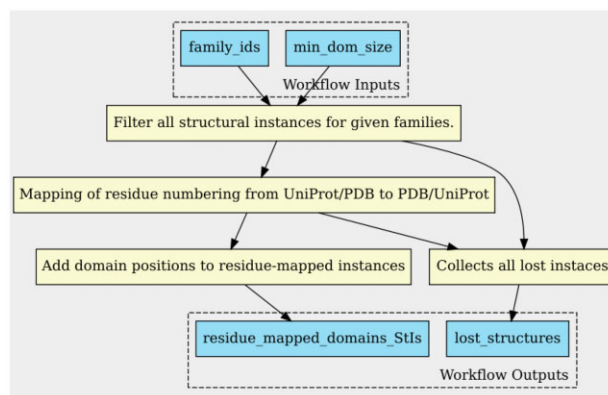 family_ids
min_dom_size
Workflow Inputs
Filter all structural instances for given families.
Mapping of residue numbering from UniProt/PDB to PDB/UniProt
Add domain positions to residue-mapped instances
Collects all lost instaces
residue_mapped_domains_StIs
lost_structures
Workflow Outputs